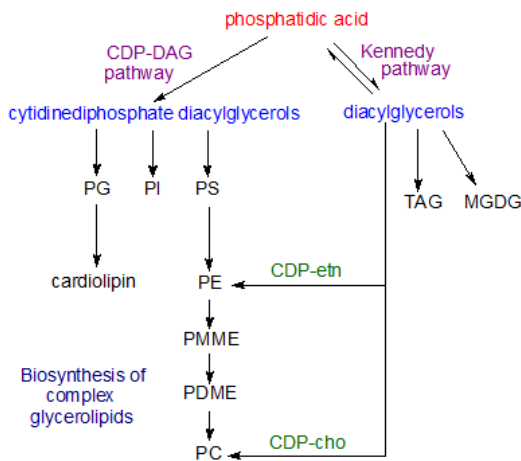 phosphatidic acid
CDP-DAG
pathway
Kennedy
pathway
cytidinediphosphate diacylglycerols
diacylglycerols
PG
PI
PS
TAG
MGDG
cardiolipin
PE
CDP-etn
PMME
Biosynthesis of
complex
glycerolipids
PDME
PC
CDP-cho